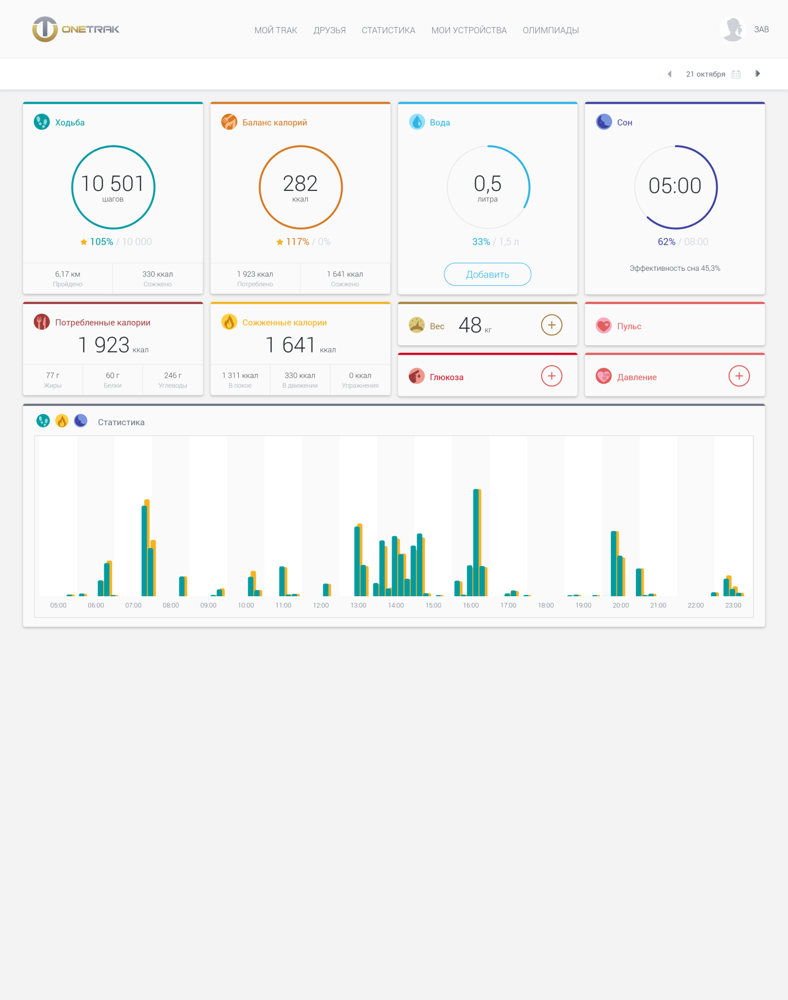 ONETRAK
МОЙ TRAK ДРУЗЬЯ СТАТИСТИКА МОИ УСТРОЙСТВА ОЛИМПИАДЫ
ЗАВ
21 октября
Ходьба
10 501
шагов
105% / 10 000
6,17 км
Пройдено
330 ккал
Сожжено
Баланс калорий
282
ккал
117% / 0%
1 923 ккал
Потреблено
1 641 ккал
Сожжено
Вода
0,5
литра
33% / 1,5 л
Добавить
Сон
05:00
62% / 08:00
Эффективность сна 45,3%
Потребленные калории
1 923 ккал
77 г
Жиры
60 г
Белки
246 г
Углеводы
Сожженные калории
1 641 ккал
1 311 ккал
В покое
330 ккал
В движении
0 ккал
Упражнения
Вес 48 кг
Пульс
Глюкоза
120
70
Давление
Статистика
05:00 06:00 07:00 08:00 09:00 10:00 11:00 12:00 13:00 14:00 15:00 16:00 17:00 18:00 19:00 20:00 21:00 22:00 23:00